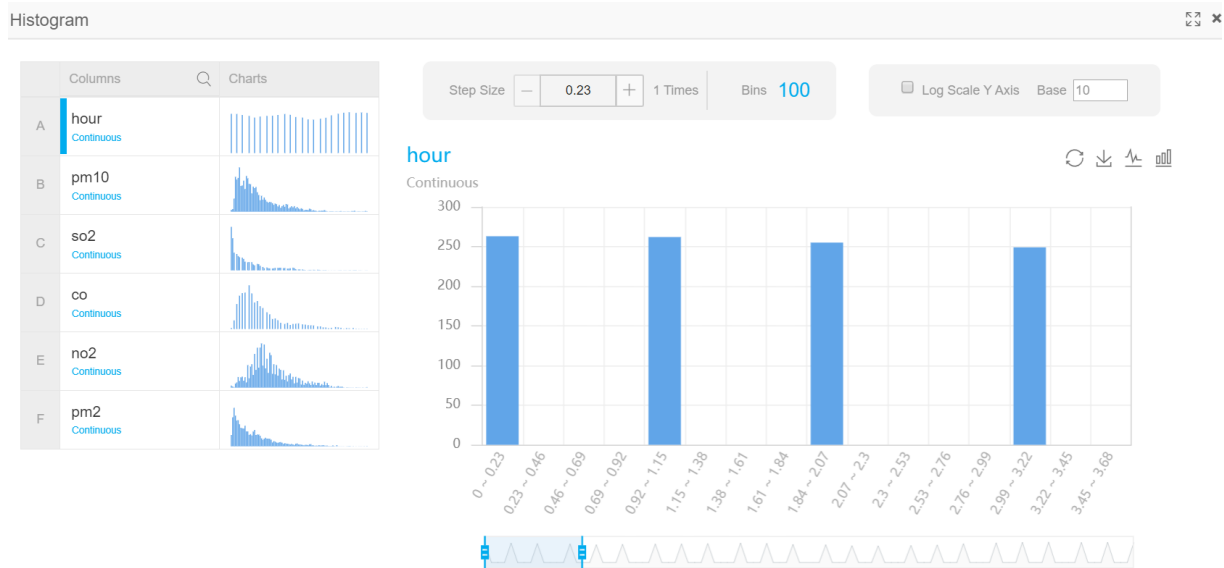 Histogram
Columns Charts
A hour
Continuous
B pm10
Continuous
C so2
Continuous
D co
Continuous
E no2
Continuous
F pm2
Continuous
Step Size − 0.23 + 1 Times Bins 100
Log Scale Y Axis Base 10
hour
Continuous
300
250
200
150
100
50
0
0 ~ 0.23
0.23 ~ 0.46
0.46 ~ 0.69
0.69 ~ 0.92
0.92 ~ 1.15
1.15 ~ 1.38
1.38 ~ 1.61
1.61 ~ 1.84
1.84 ~ 2.07
2.07 ~ 2.3
2.3 ~ 2.53
2.53 ~ 2.76
2.76 ~ 2.99
2.99 ~ 3.22
3.22 ~ 3.45
3.45 ~ 3.68